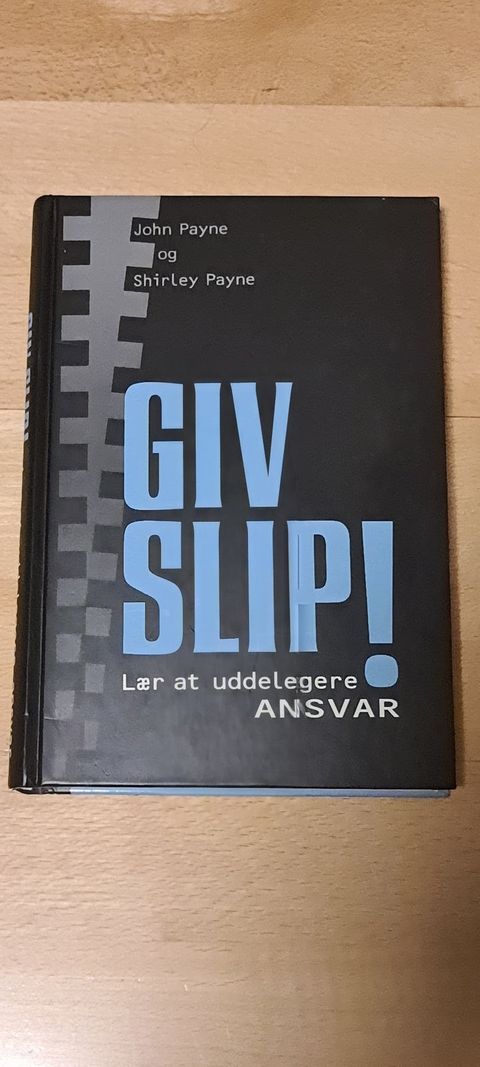 John Payne
og
Shirley Payne
GIV
SLIP!
Lær at uddelegere
ANSVAR